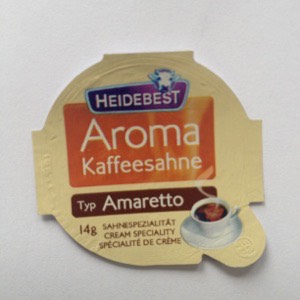 HEIDEBEST
Aroma
Kaffeesahne
Typ Amaretto
14g SAHNESPEZIALITÄT
CREAM SPECIALITY
SPÉCIALITÉ DE CRÈME